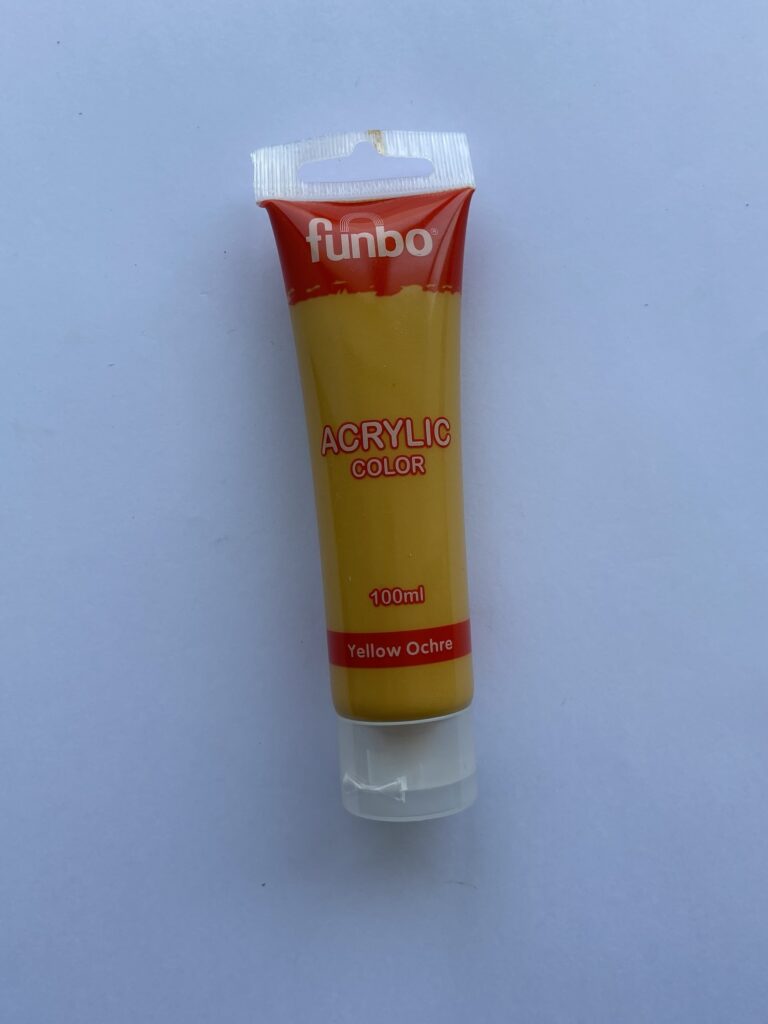 funbo
ACRYLIC
COLOR
100ml
Yellow Ochre